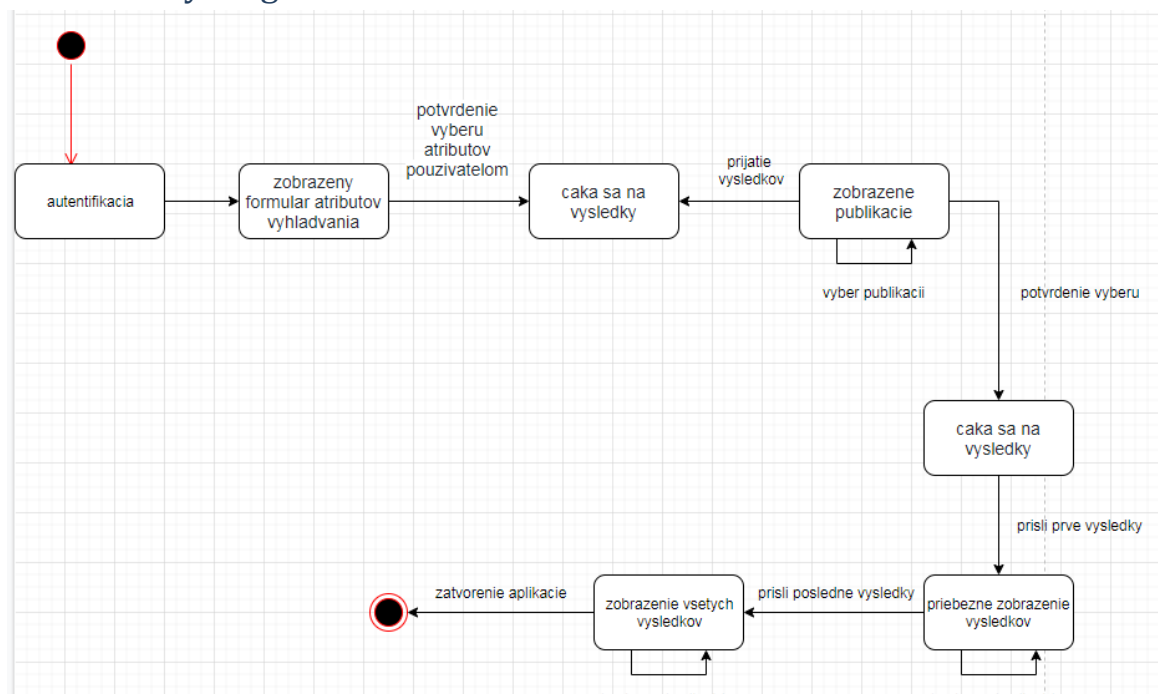 potvrdenie
vyberu
atributov
pouzivatelom
autentifikacia
zobrazeny
formular atributov
vyhladvania
caka sa na
vysledky
prijatie
vysledkov
zobrazene
publikacie
vyber publikacii
potvrdenie vyberu
caka sa na
vysledky
prisli prve vysledky
zatvorenie aplikacie
zobrazenie vsetych
vysledkov
prisli posledne vysledky
priebezne zobrazenie
vysledkov